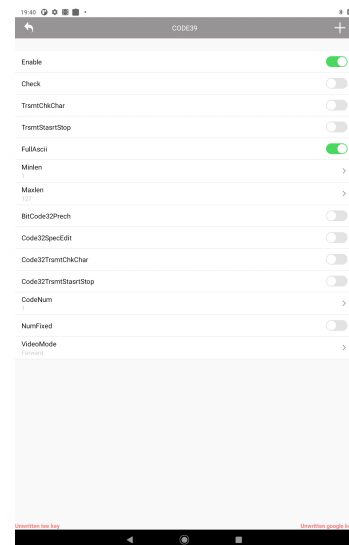 19:40
CODE39
Enable
Check
TrsmtChkChar
TrsmtStasrtStop
FullAscii
Minlen
1
Maxlen
127
BitCode32Prech
Code32SpecEdit
Code32TrsmtChkChar
Code32TrsmtStasrtStop
CodeNum
1
NumFixed
VideoMode
Forward
Unwritten tee key
Unwritten google k